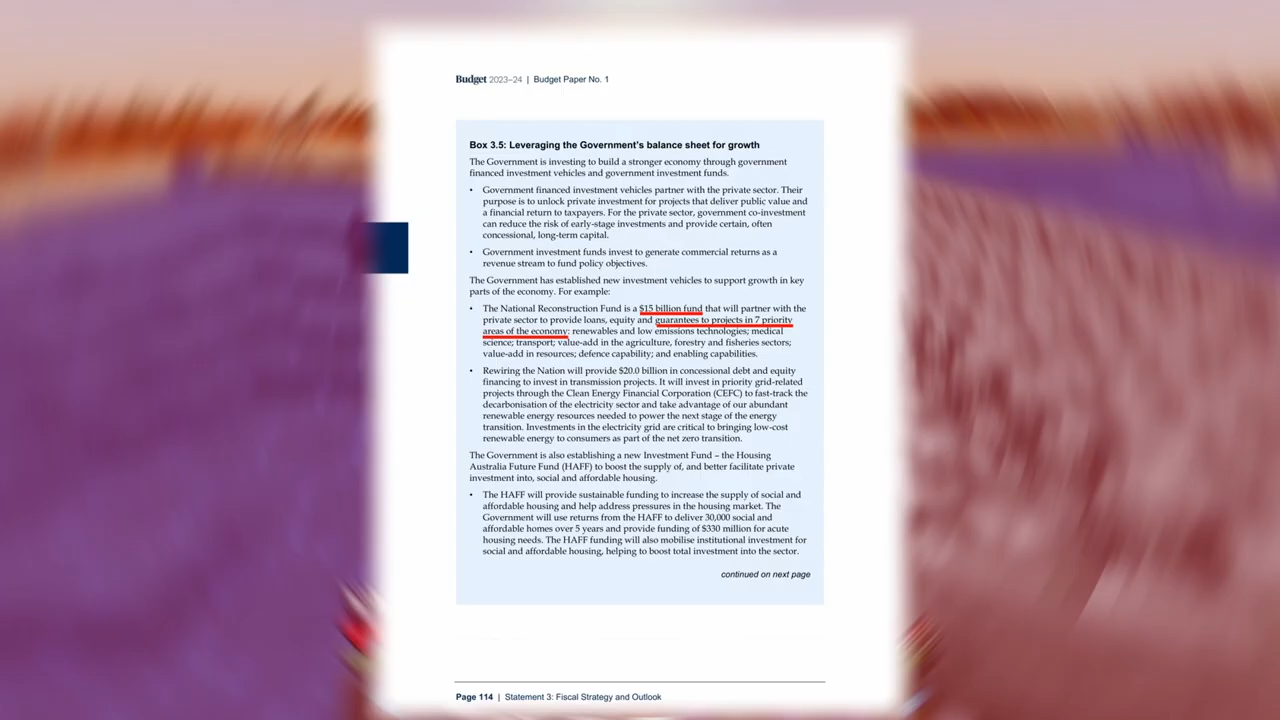 Budget 2023–24 | Budget Paper No. 1
Box 3.5: Leveraging the Government's balance sheet for growth
The Government is investing to build a stronger economy through government
financed investment vehicles and government investment funds.
• Government financed investment vehicles partner with the private sector. Their
purpose is to unlock private investment for projects that deliver public value and
a financial return to taxpayers. For the private sector, government co-investment
can reduce the risk of early-stage investments and provide certain, often
concessional, long-term capital.
• Government investment funds invest to generate commercial returns as a
revenue stream to fund policy objectives.
The Government has established new investment vehicles to support growth in key
parts of the economy. For example:
• The National Reconstruction Fund is a $15 billion fund that will partner with the
private sector to provide loans, equity and guarantees to projects in 7 priority
areas of the economy: renewables and low emissions technologies; medical
science; transport; value-add in the agriculture, forestry and fisheries sectors;
value-add in resources; defence capability; and enabling capabilities.
• Rewiring the Nation will provide $20.0 billion in concessional debt and equity
financing to invest in transmission projects. It will invest in priority grid-related
projects through the Clean Energy Financial Corporation (CEFC) to fast-track the
decarbonisation of the electricity sector and take advantage of our abundant
renewable energy resources needed to power the next stage of the energy
transition. Investments in the electricity grid are critical to bringing low-cost
renewable energy to consumers as part of the net zero transition.
The Government is also establishing a new Investment Fund – the Housing
Australia Future Fund (HAFF) to boost the supply of, and better facilitate private
investment into, social and affordable housing.
• The HAFF will provide sustainable funding to increase the supply of social and
affordable housing and help address pressures in the housing market. The
Government will use returns from the HAFF to deliver 30,000 social and
affordable homes over 5 years and provide funding of $330 million for acute
housing needs. The HAFF funding will also mobilise institutional investment for
social and affordable housing, helping to boost total investment into the sector.
continued on next page
Page 114 | Statement 3: Fiscal Strategy and Outlook